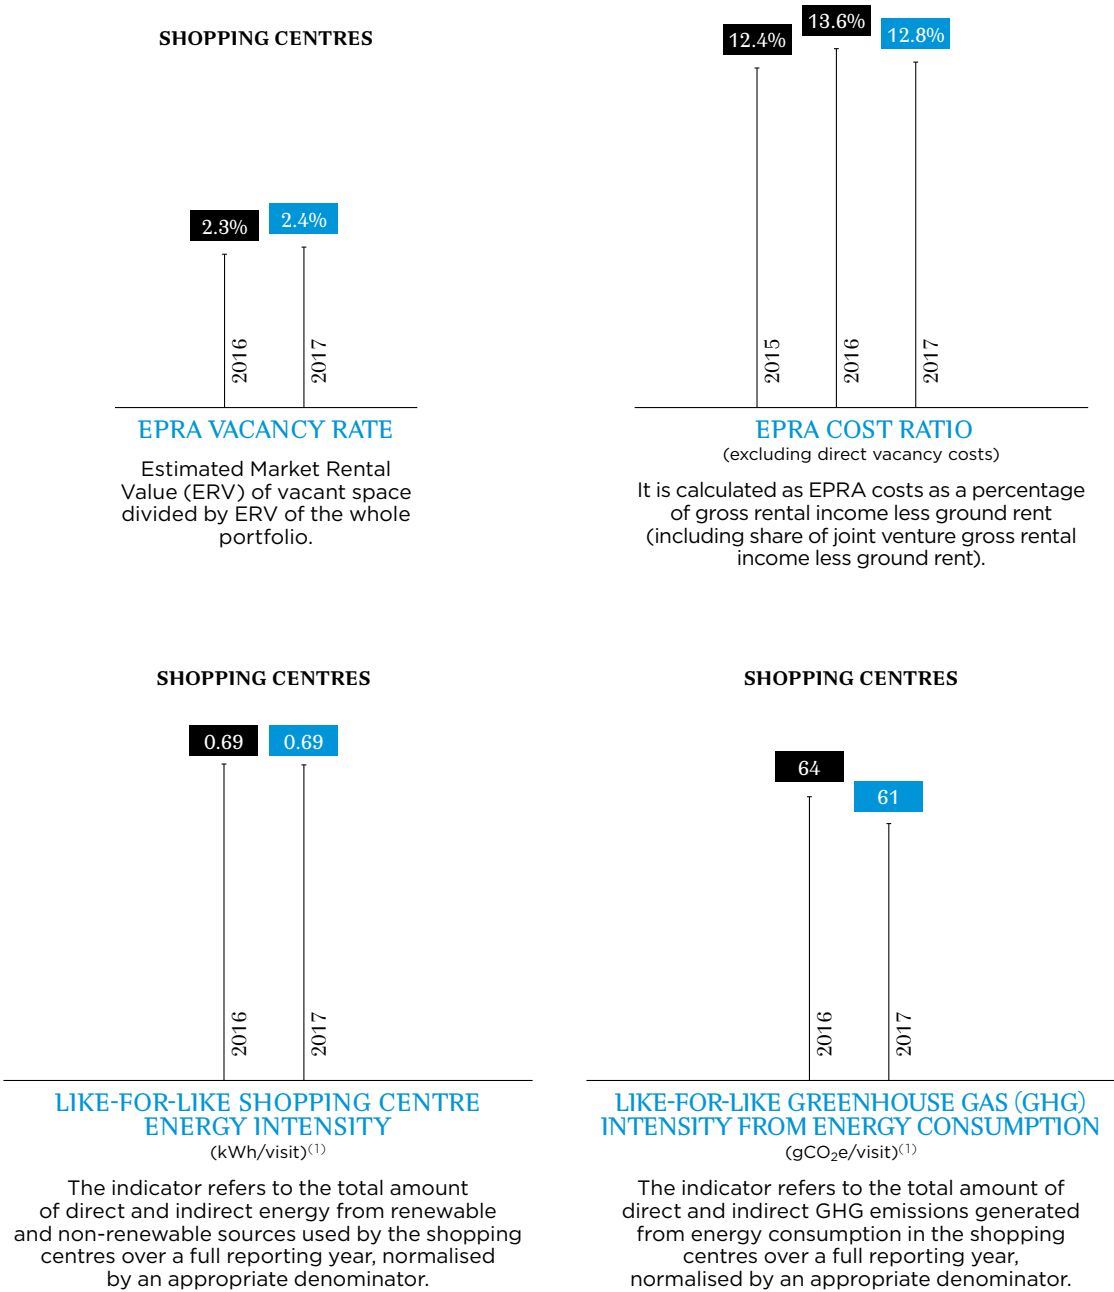 SHOPPING CENTRES
2.3%
2.4%
2016
2017
EPRA VACANCY RATE
Estimated Market Rental
Value (ERV) of vacant space
divided by ERV of the whole
portfolio.
12.4%
13.6%
12.8%
2015
2016
2017
EPRA COST RATIO
(excluding direct vacancy costs)
It is calculated as EPRA costs as a percentage
of gross rental income less ground rent
(including share of joint venture gross rental
income less ground rent).
SHOPPING CENTRES
0.69
0.69
2016
2017
LIKE-FOR-LIKE SHOPPING CENTRE
ENERGY INTENSITY
(kWh/visit)⁽¹⁾
The indicator refers to the total amount
of direct and indirect energy from renewable
and non-renewable sources used by the shopping
centres over a full reporting year, normalised
by an appropriate denominator.
SHOPPING CENTRES
64
61
2016
2017
LIKE-FOR-LIKE GREENHOUSE GAS (GHG)
INTENSITY FROM ENERGY CONSUMPTION
(gCO₂e/visit)⁽¹⁾
The indicator refers to the total amount of
direct and indirect GHG emissions generated
from energy consumption in the shopping
centres over a full reporting year,
normalised by an appropriate denominator.